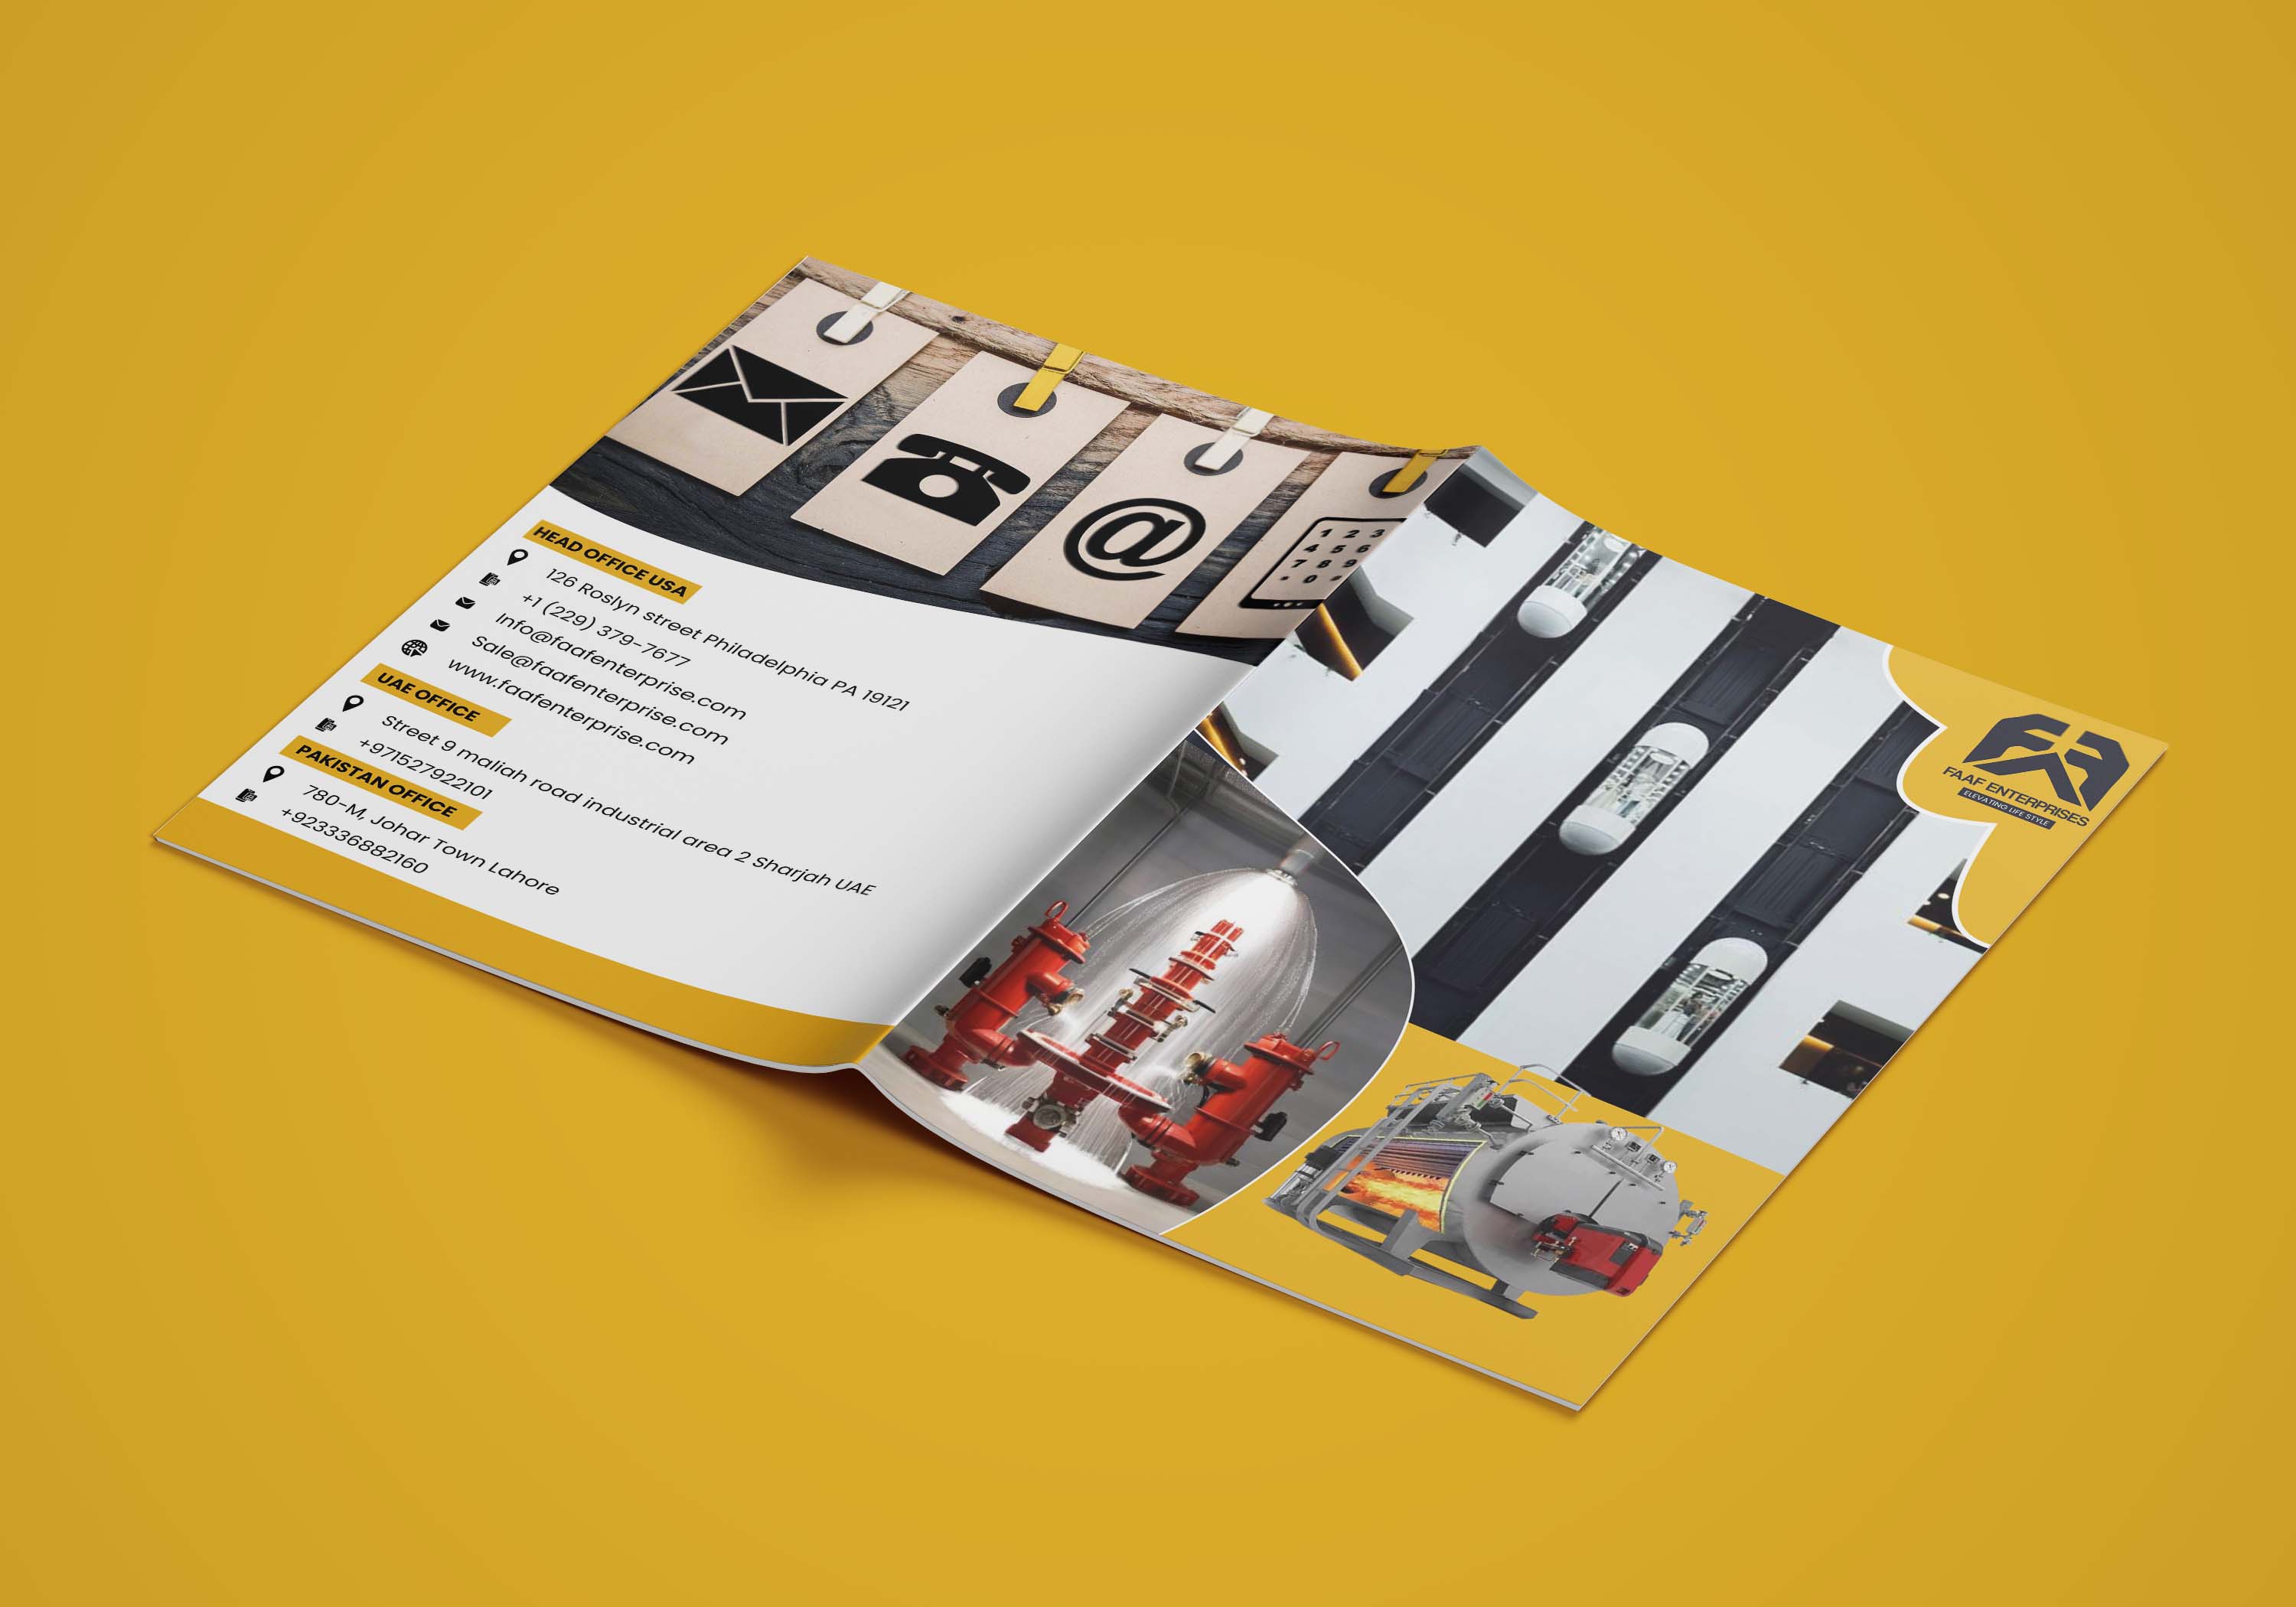 HEAD OFFICE USA
126 Roslyn street Philadelphia PA 19121
+1 (229) 379-7677
Info@faafenterprise.com
Sale@faafenterprise.com
www.faafenterprise.com
UAE OFFICE
Street 9 maliah road industrial area 2 Sharjah UAE
+971527922101
PAKISTAN OFFICE
780-M, Johar Town Lahore
+923336882160
@
1 2 3
4 5 6
7 8 9
* 0
FAAF ENTERPRISES
ELEVATING LIFE STYLE